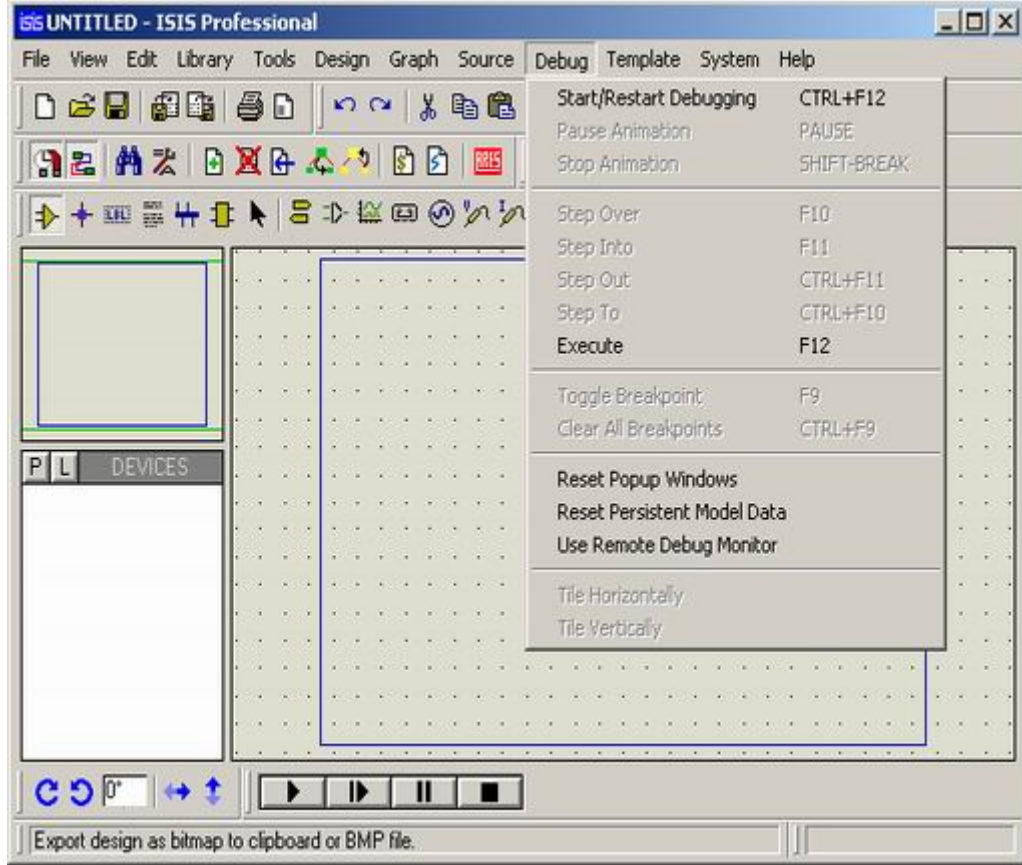 isis UNTITLED - ISIS Professional
File View Edit Library Tools Design Graph Source Debug Template System Help
Start/Restart Debugging CTRL+F12
Pause Animation PAUSE
Stop Animation SHIFT-BREAK
Step Over F10
Step Into F11
Step Out CTRL+F11
Step To CTRL+F10
Execute F12
Toggle Breakpoint F9
Clear All Breakpoints CTRL+F9
Reset Popup Windows
Reset Persistent Model Data
Use Remote Debug Monitor
Tile Horizontally
Tile Vertically
LBL
P L DEVICES
0°
Export design as bitmap to clipboard or BMP file.